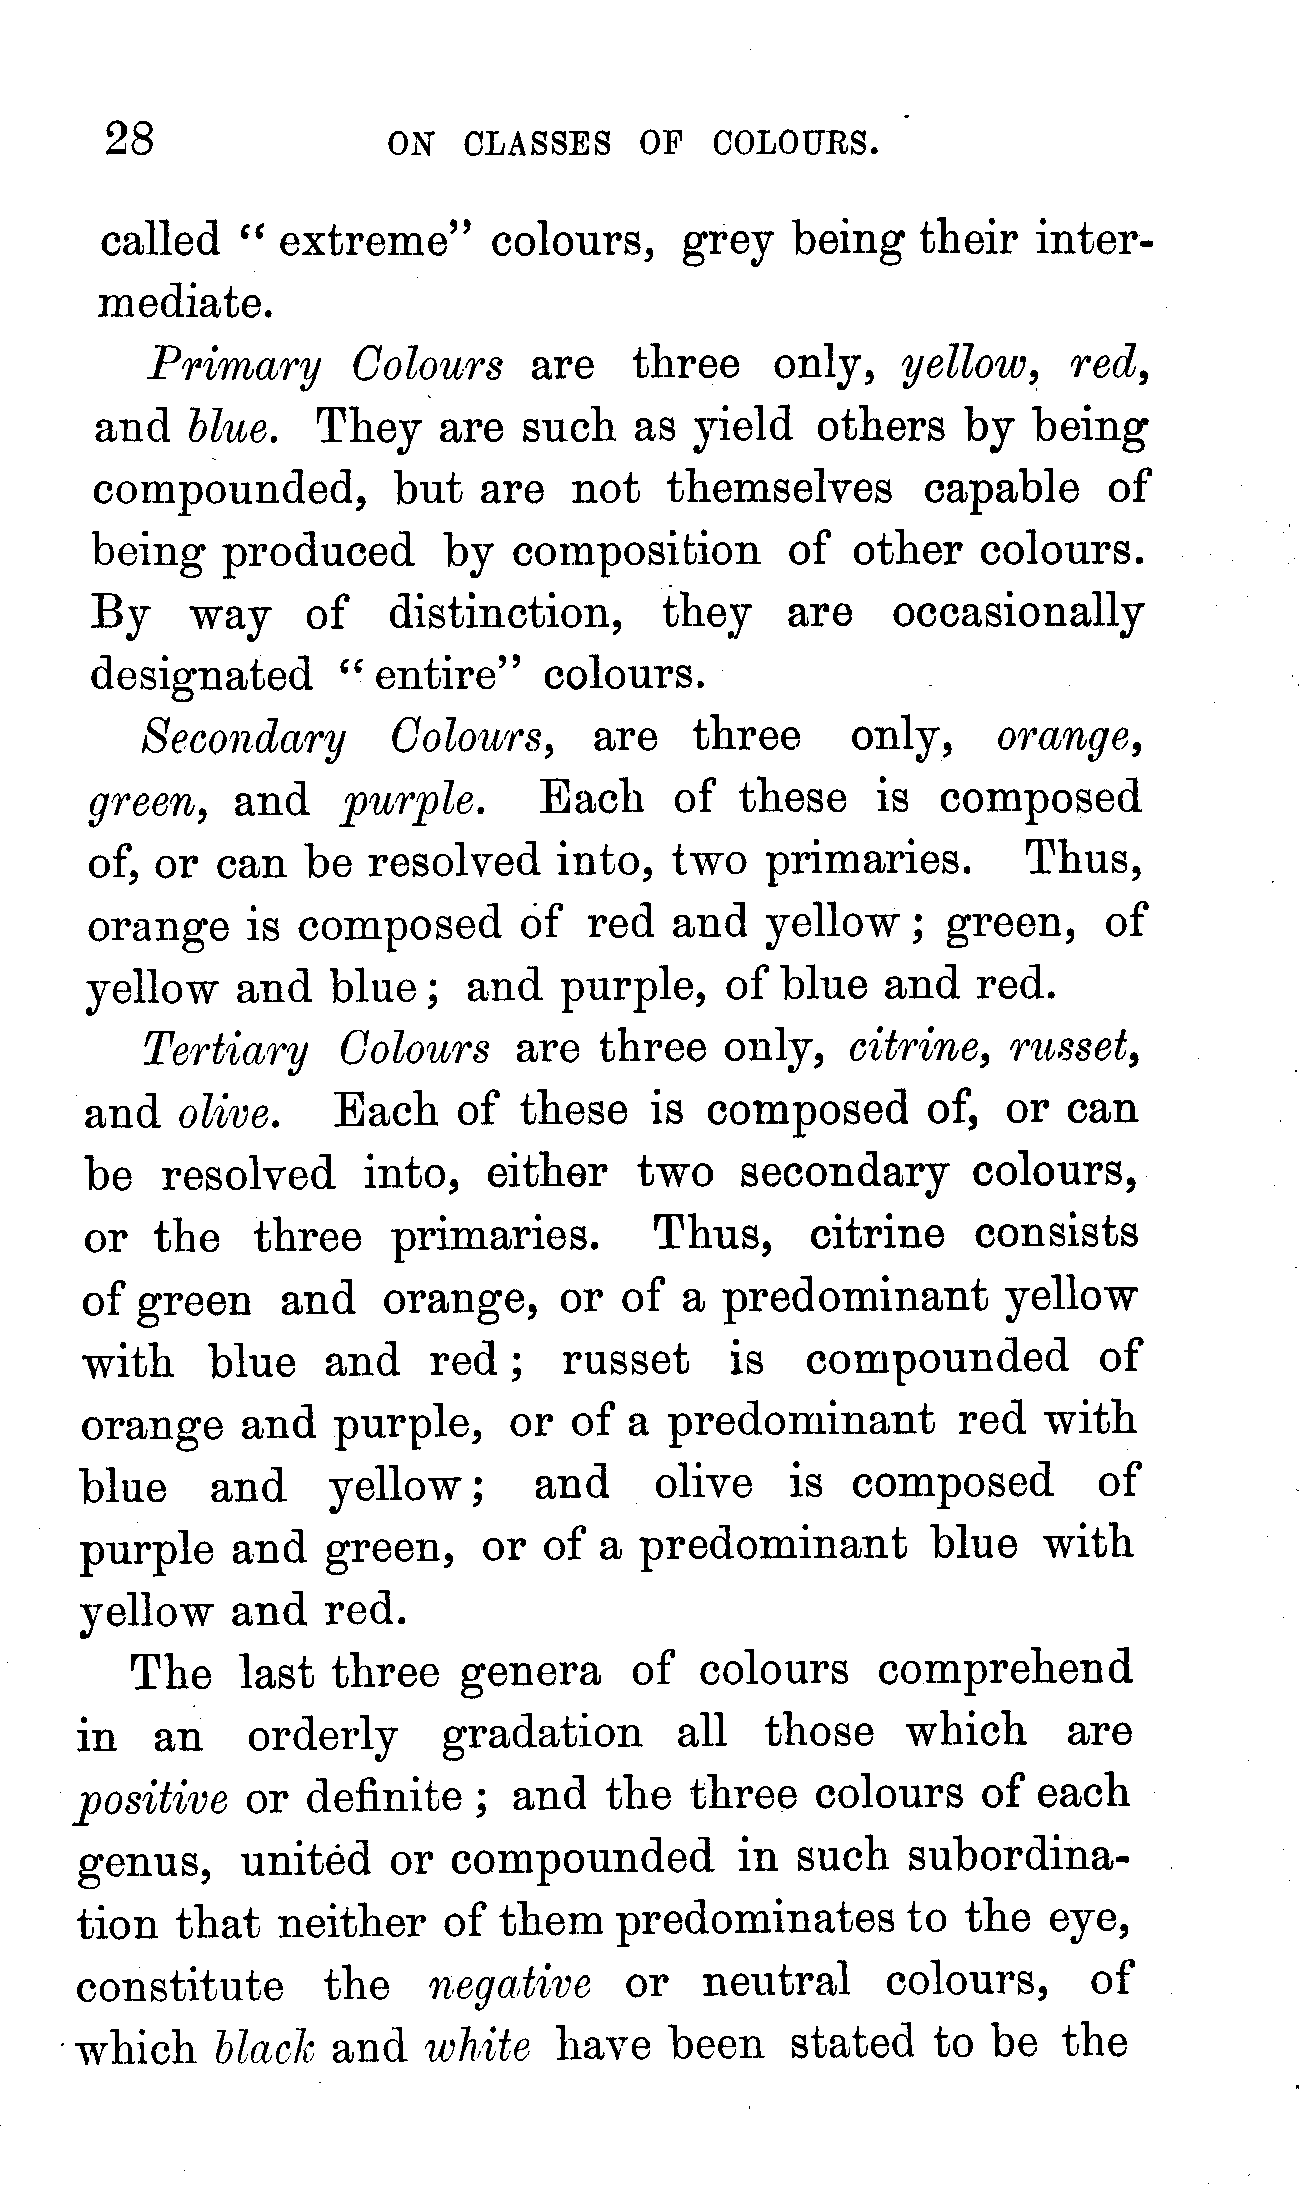 28 ON CLASSES OF COLOURS.
called “ extreme” colours, grey being their inter-
mediate.
Primary Colours are three only, yellow, red,
and blue. They are such as yield others by being
compounded, but are not themselves capable of
being produced by composition of other colours.
By way of distinction, they are occasionally
designated “ entire” colours.
Secondary Colours, are three only, orange,
green, and purple. Each of these is composed
of, or can be resolved into, two primaries. Thus,
orange is composed of red and yellow ; green, of
yellow and blue ; and purple, of blue and red.
Tertiary Colours are three only, citrine, russet,
and olive. Each of these is composed of, or can
be resolved into, either two secondary colours,
or the three primaries. Thus, citrine consists
of green and orange, or of a predominant yellow
with blue and red ; russet is compounded of
orange and purple, or of a predominant red with
blue and yellow ; and olive is composed of
purple and green, or of a predominant blue with
yellow and red.
The last three genera of colours comprehend
in an orderly gradation all those which are
positive or definite ; and the three colours of each
genus, united or compounded in such subordina-
tion that neither of them predominates to the eye,
constitute the negative or neutral colours, of
which black and white have been stated to be the